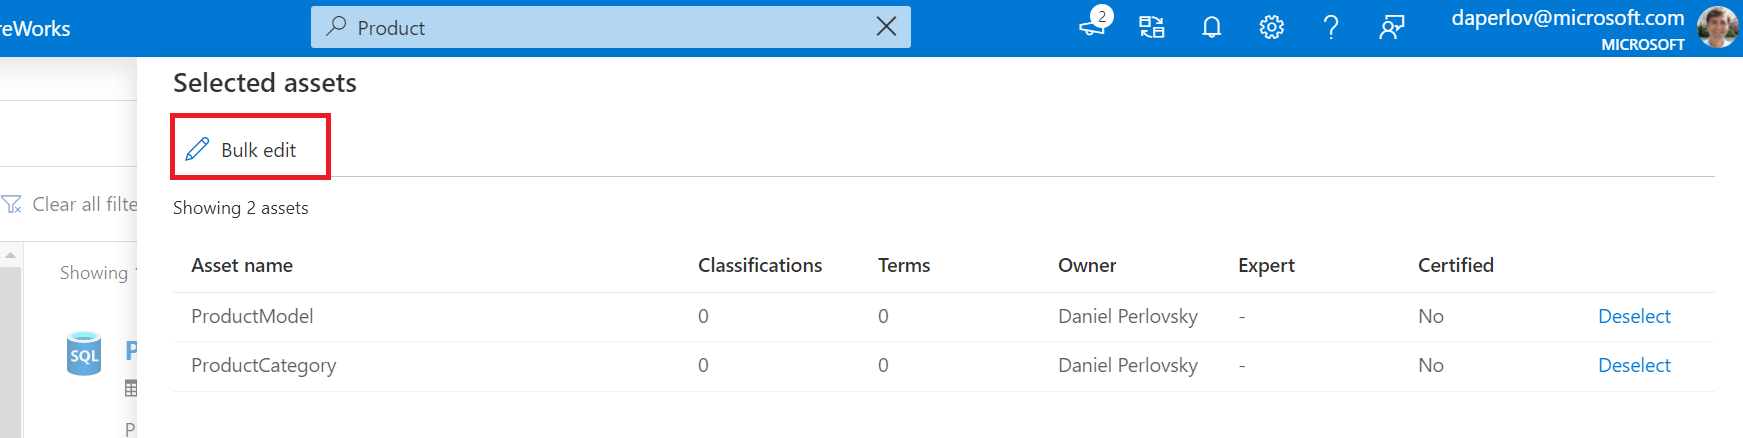 reWorks
Product
2
daperlov@microsoft.com
MICROSOFT
Selected assets
Bulk edit
Clear all filte
Showing 2 assets
Showing
Asset name Classifications Terms Owner Expert Certified
ProductModel 0 0 Daniel Perlovsky - No Deselect
SQL
P
ProductCategory 0 0 Daniel Perlovsky - No Deselect
P